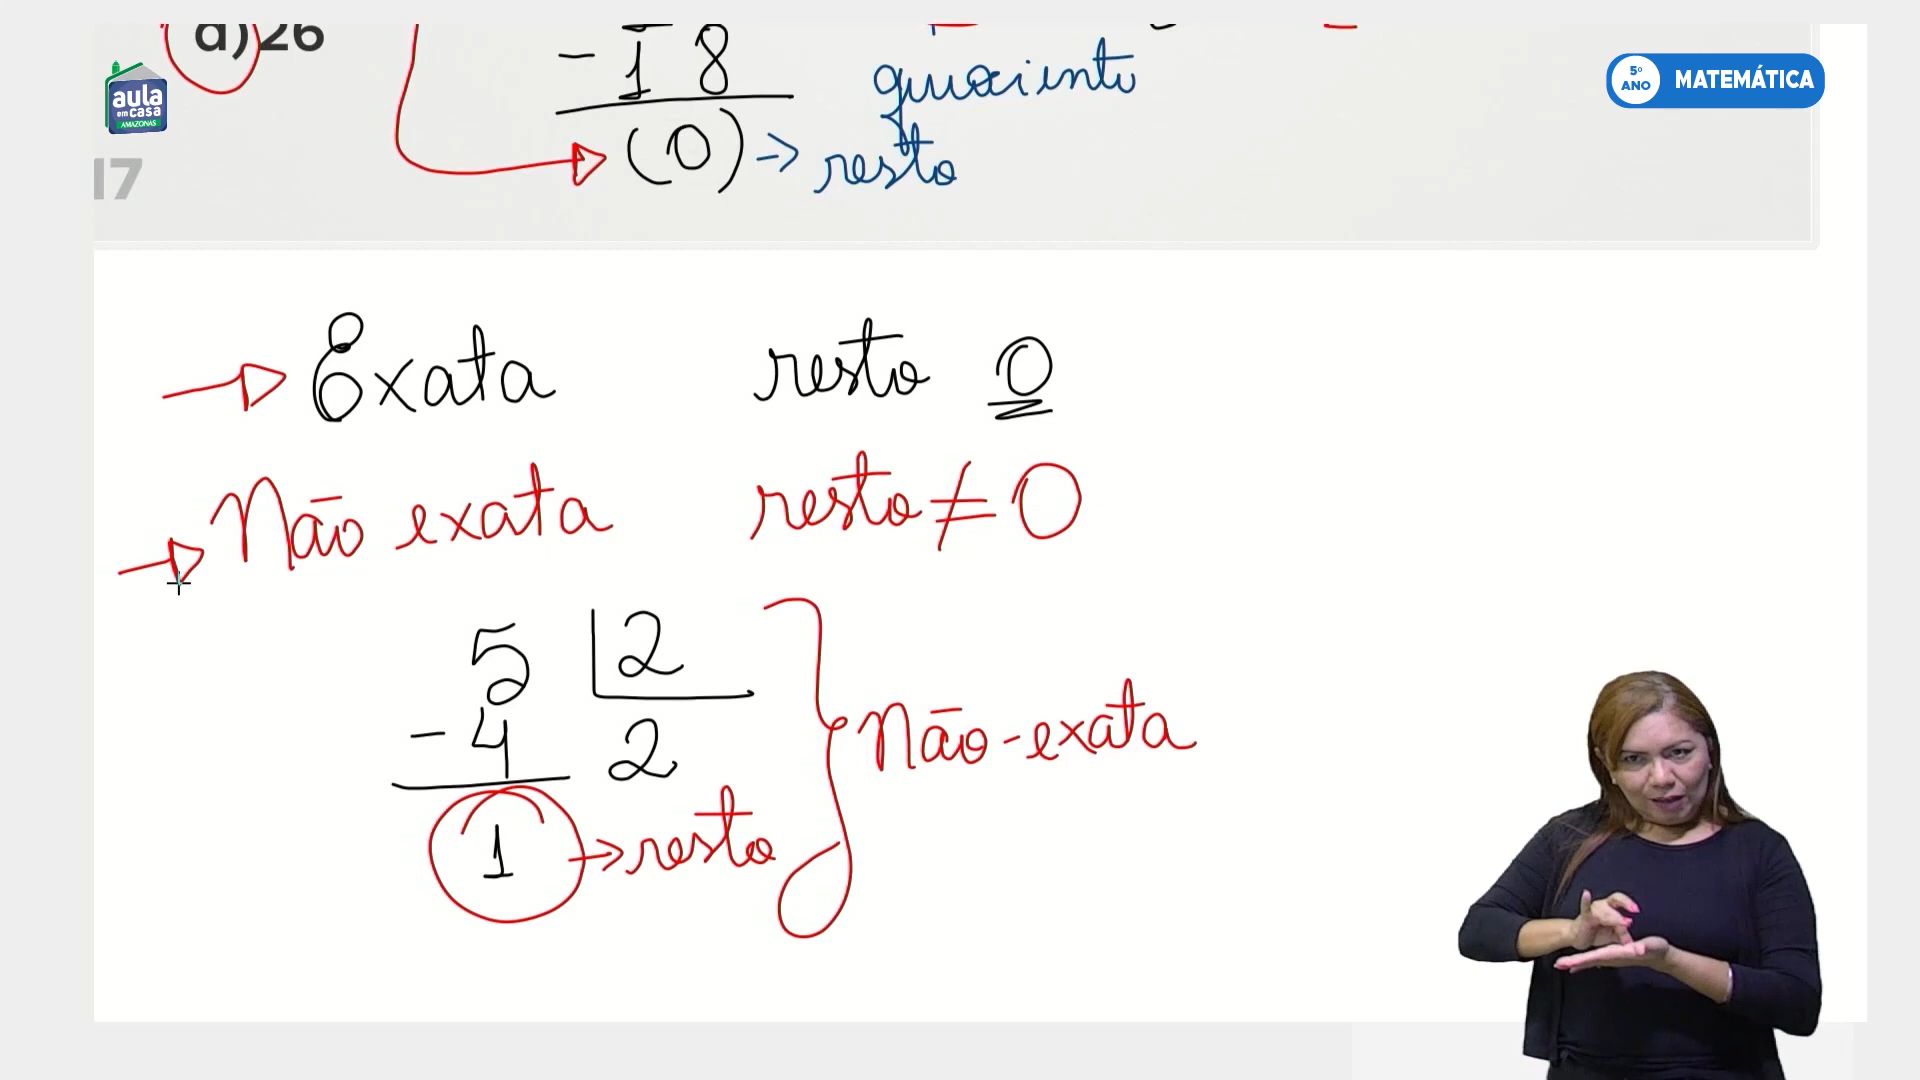 d) 26
- 18
quociento
(0) → resto
17
aula
em casa
AMAZONAS
5º
ANO
MATEMÁTICA
→ Exata resto 0
→ Não exata resto ≠ 0
5 2
- 4 2
1 → resto
Não-exata